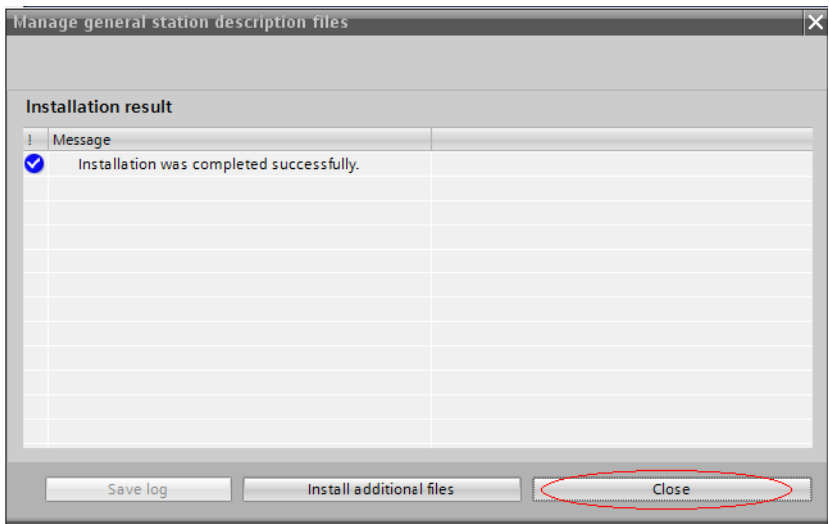 Manage general station description files
Installation result
! Message
Installation was completed successfully.
Save log Install additional files Close